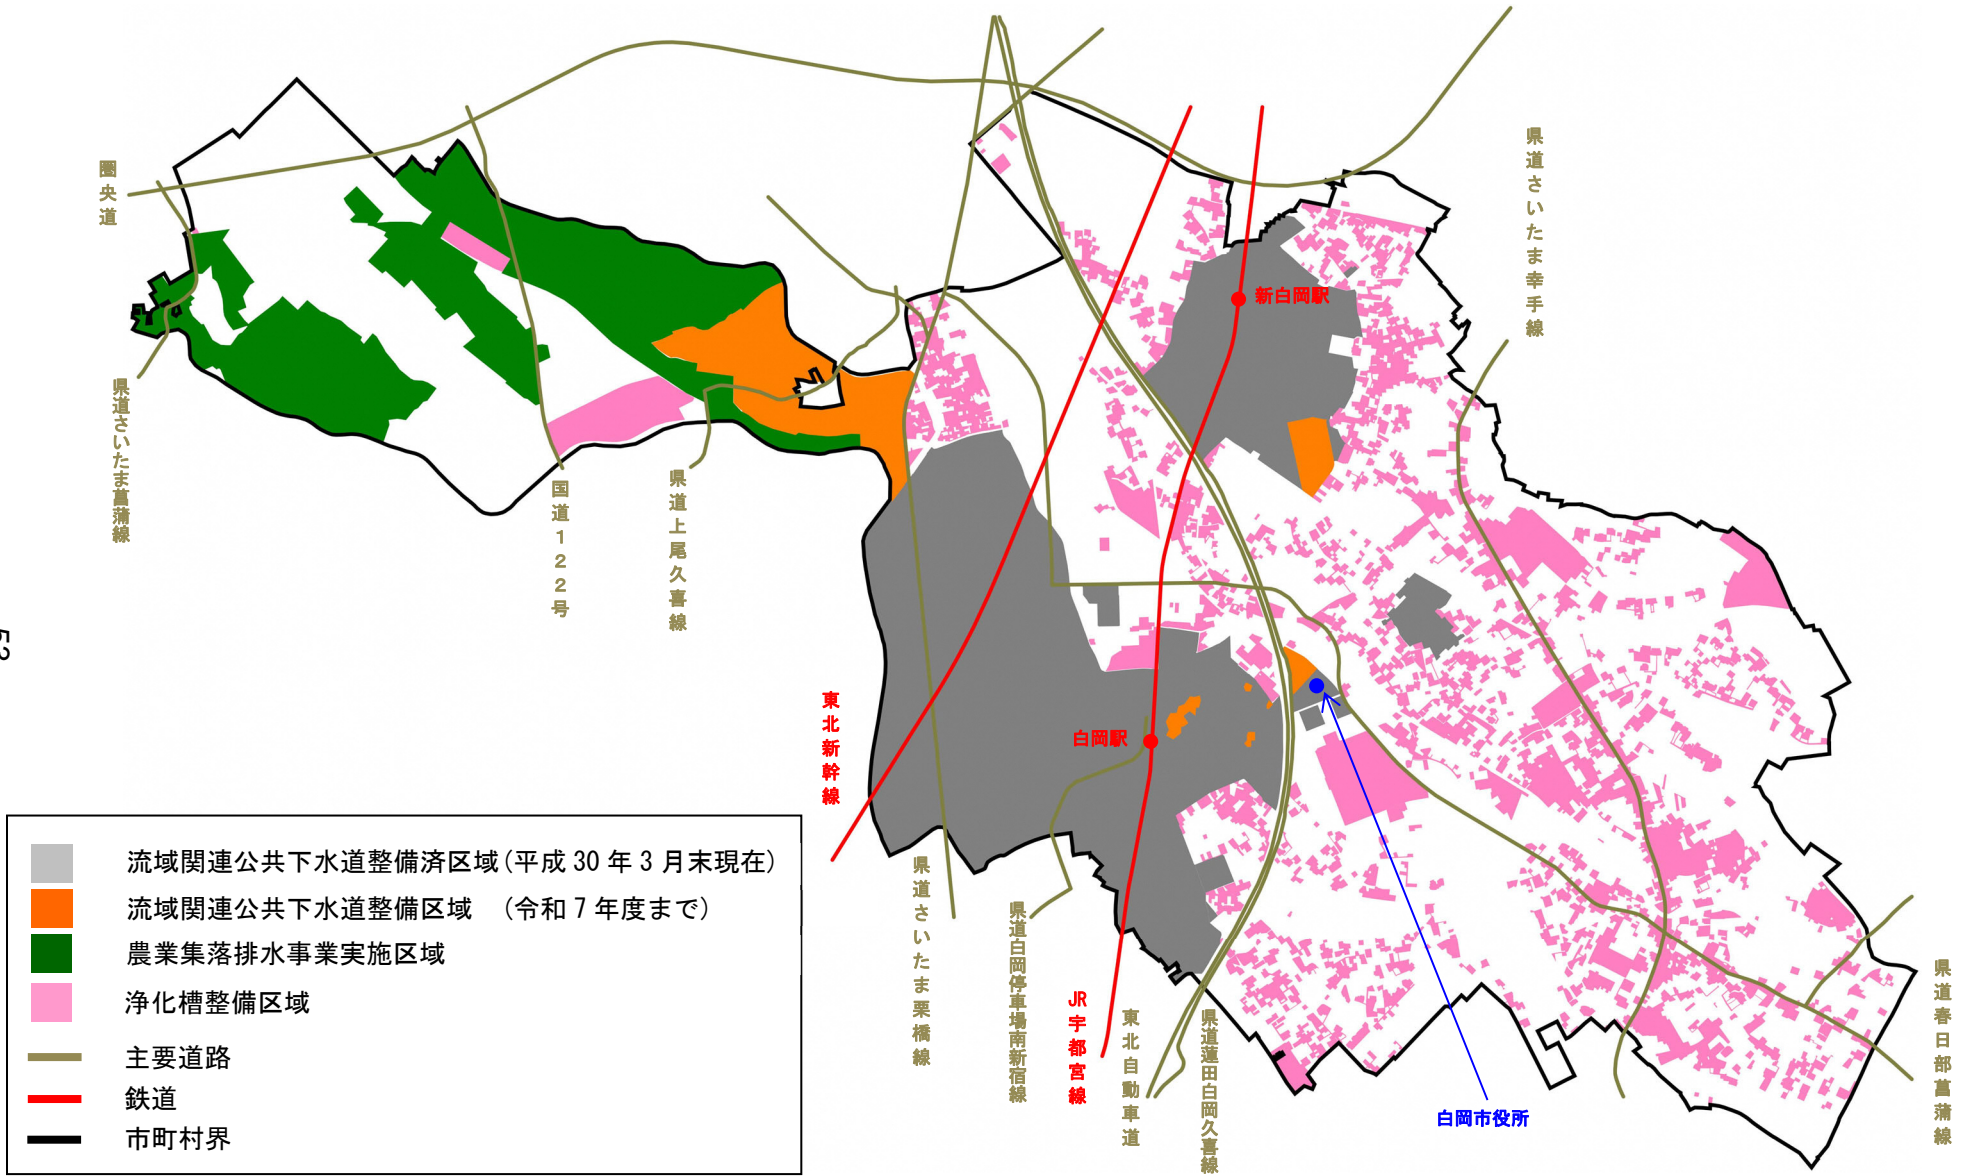 圏央道
県道さいたま菖蒲線
国道122号
県道上尾久喜線
県道さいたま幸手線
新白岡駅
白岡駅
東北新幹線
県道さいたま栗橋線
県道白岡停車場南新宿線
JR宇都宮線
東北自動車道
県道蓮田白岡久喜線
白岡市役所
県道春日部菖蒲線
52
流域関連公共下水道整備済区域(平成30年3月末現在)
流域関連公共下水道整備区域 (令和7年度まで)
農業集落排水事業実施区域
浄化槽整備区域
主要道路
鉄道
市町村界